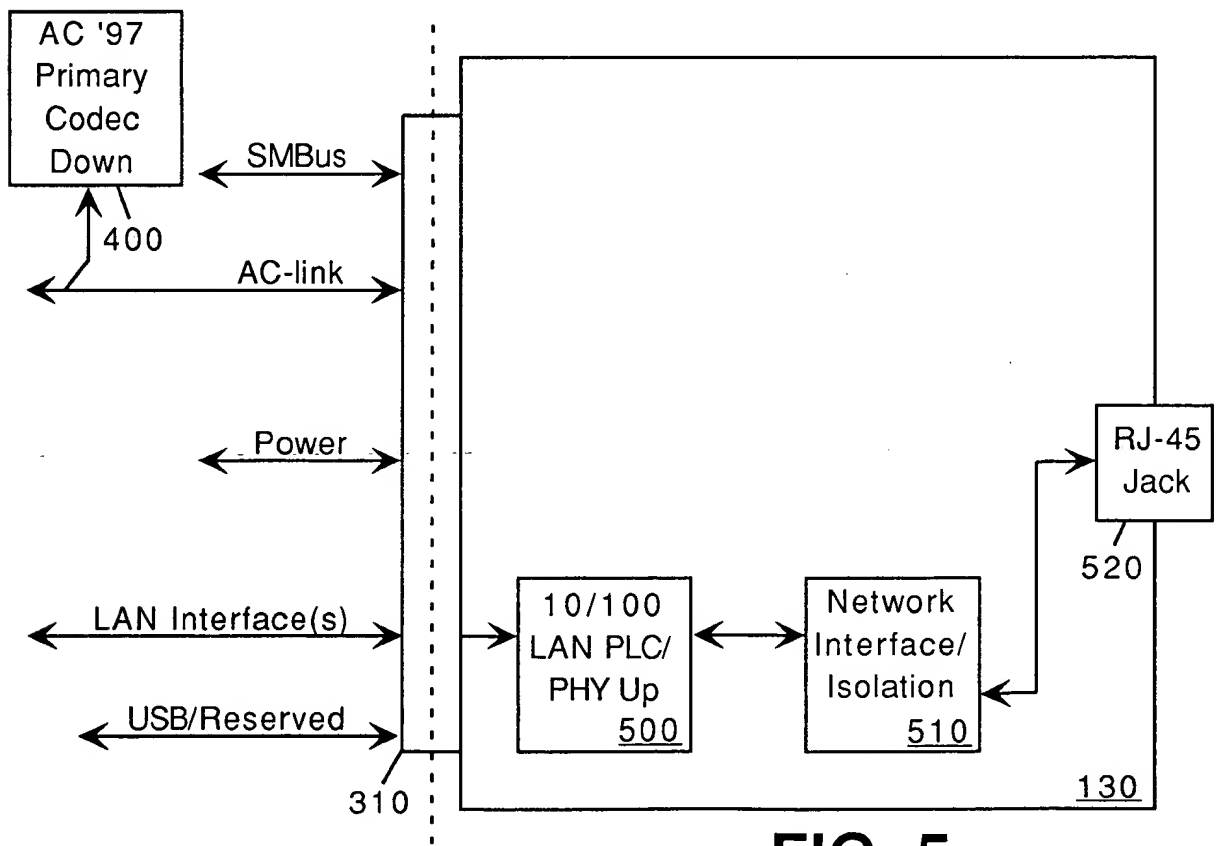 AC '97
Primary
Codec
Down
400
SMBus
AC-link
Power
LAN Interface(s)
USB/Reserved
310
10/100
LAN PLC/
PHY Up
500
Network
Interface/
Isolation
510
RJ-45
Jack
520
130
FIG. 5